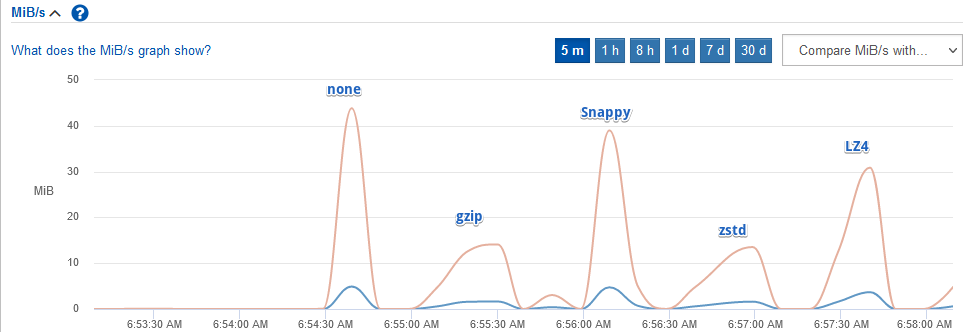 MiB/s
?
What does the MiB/s graph show?
5 m 1 h 8 h 1 d 7 d 30 d Compare MiB/s with...
50
none
Snappy
40
LZ4
30
MiB
gzip
20
zstd
10
0
6:53:30 AM 6:54:00 AM 6:54:30 AM 6:55:00 AM 6:55:30 AM 6:56:00 AM 6:56:30 AM 6:57:00 AM 6:57:30 AM 6:58:00 AM